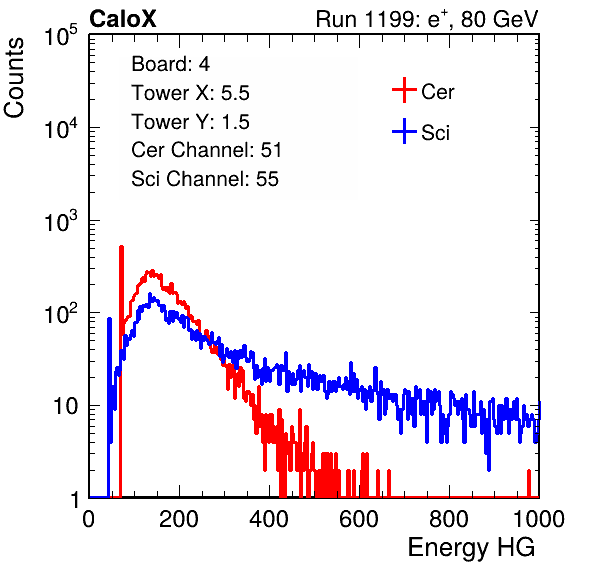 CaloX Run 1199: e⁺, 80 GeV
Counts
Board: 4
Tower X: 5.5
Tower Y: 1.5
Cer Channel: 51
Sci Channel: 55
Cer
Sci
10⁵
10⁴
10³
10²
10
1
0 200 400 600 800 1000
Energy HG